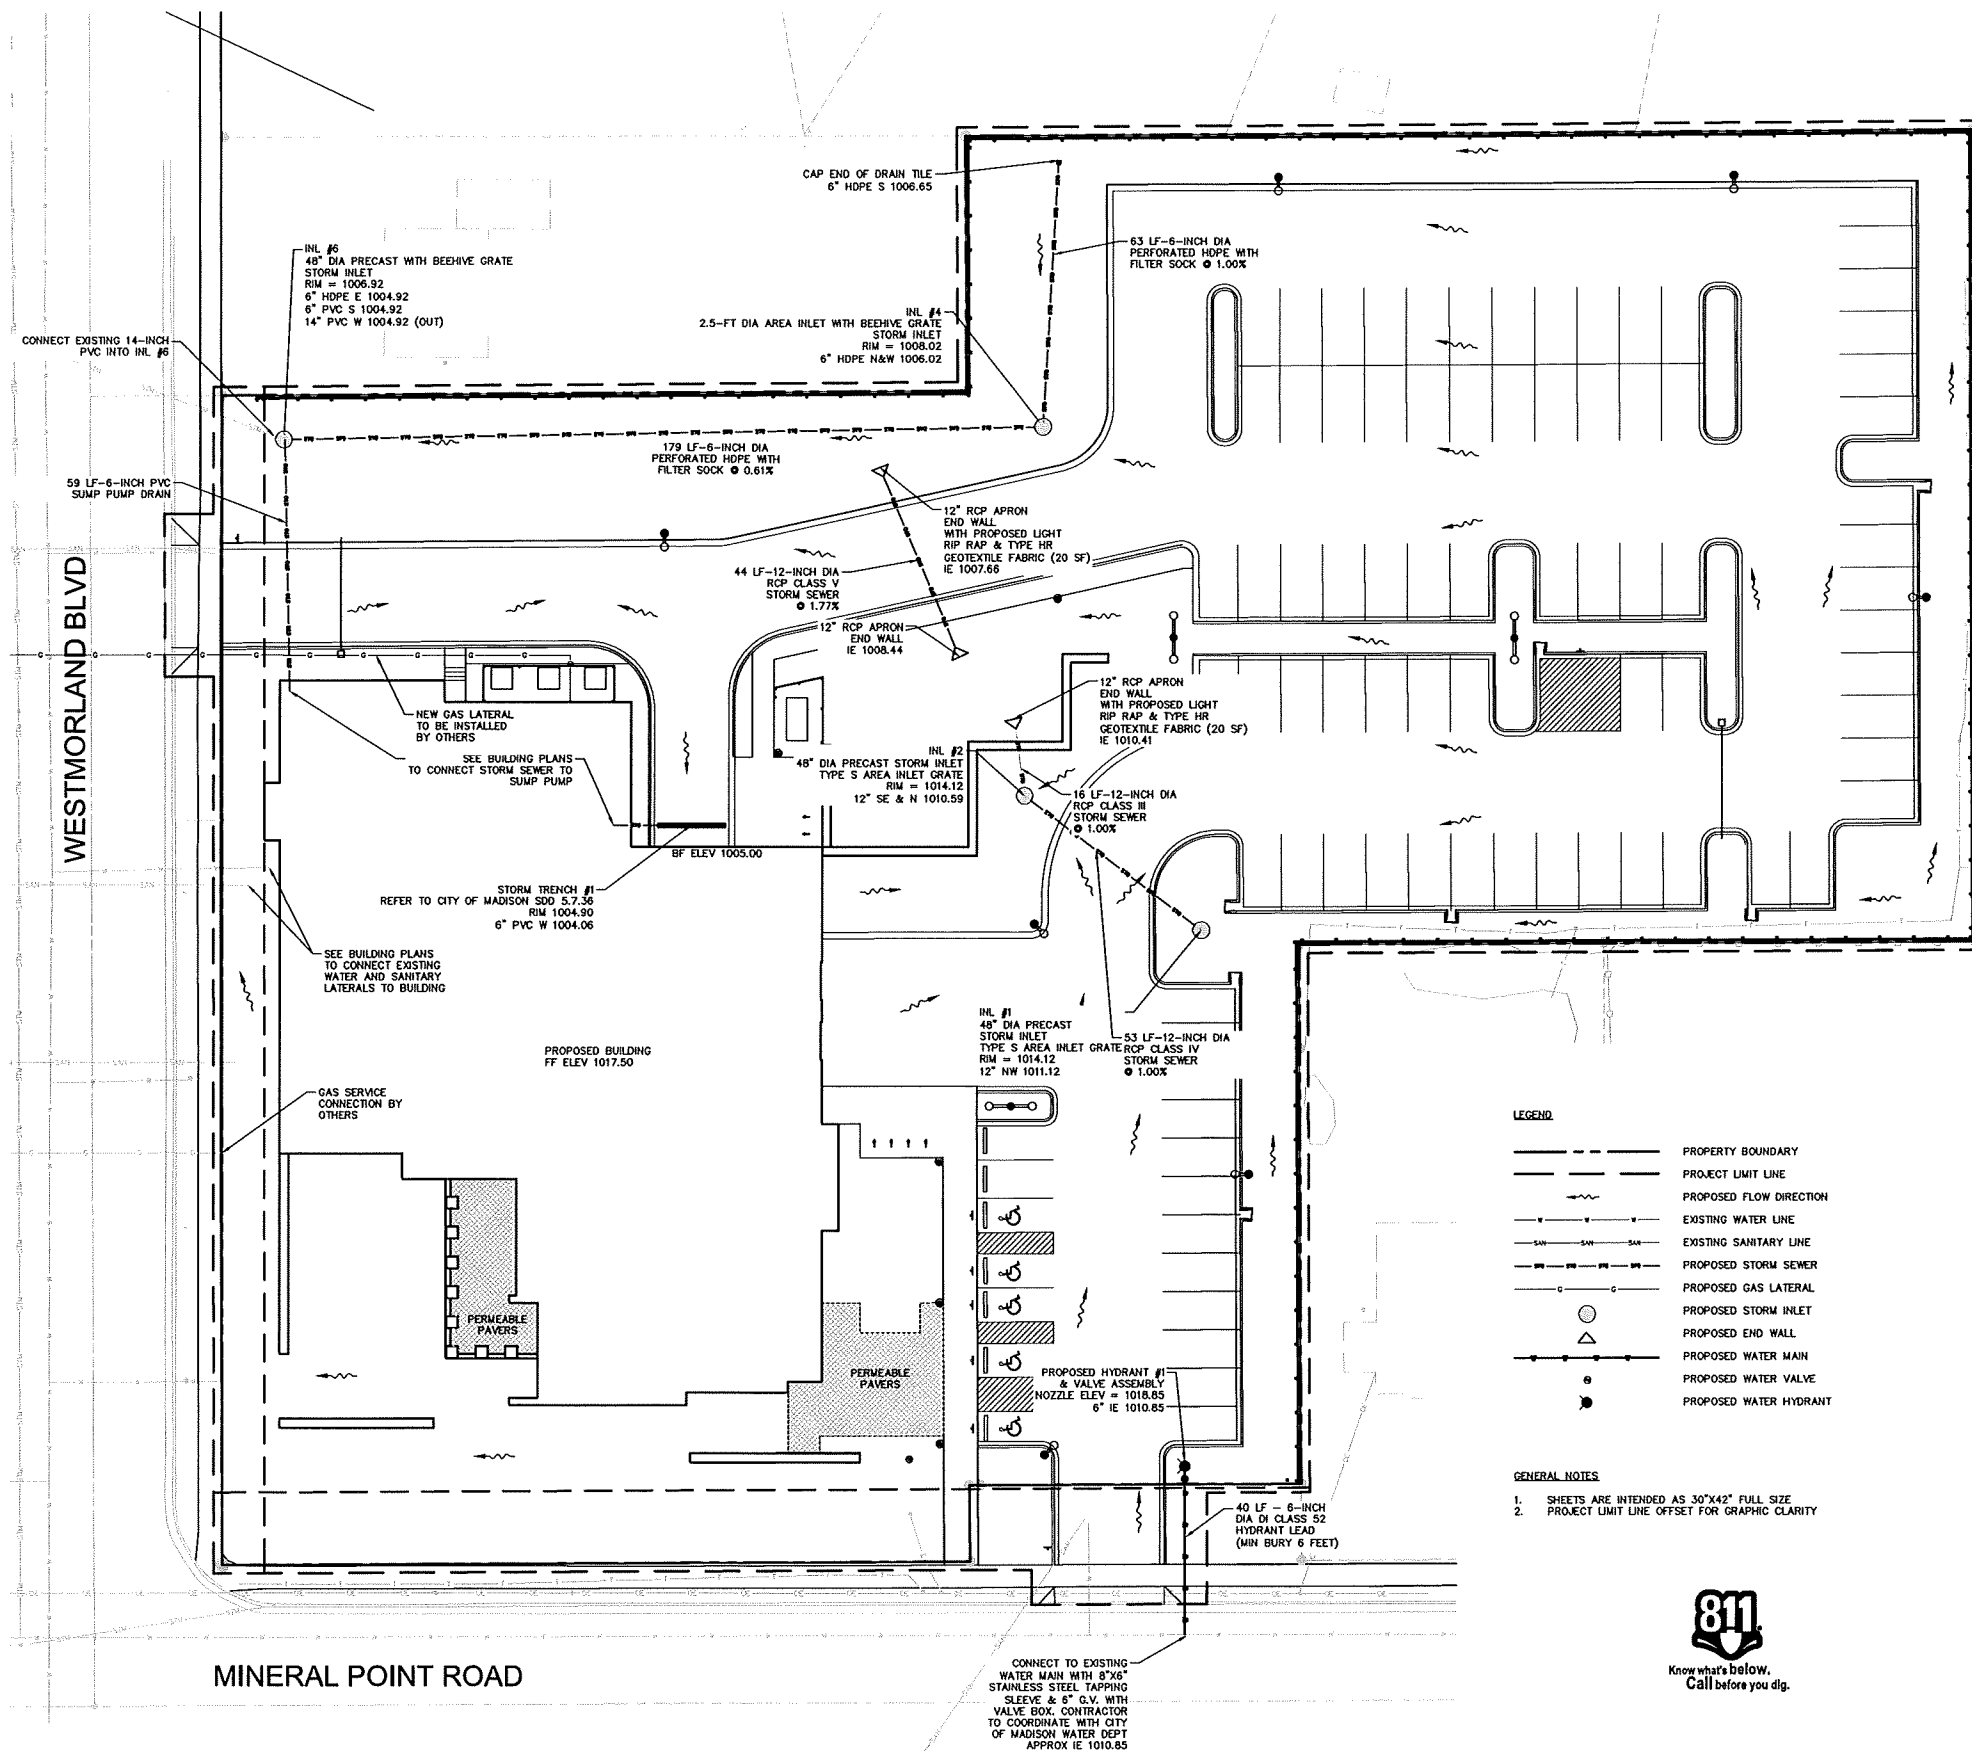 CAP END OF DRAIN TILE
6" HDPE S 1006.65
63 LF-6-INCH DIA
PERFORATED HDPE WITH
FILTER SOCK @ 1.00%
INL #6
48" DIA PRECAST WITH BEEHIVE GRATE
STORM INLET
RIM = 1006.92
6" HDPE E 1004.92
6" PVC S 1004.92
14" PVC W 1004.92 (OUT)
INL #4
2.5-FT DIA AREA INLET WITH BEEHIVE GRATE
STORM INLET
RIM = 1008.02
6" HDPE N&W 1006.02
CONNECT EXISTING 14-INCH
PVC INTO INL #6
179 LF-6-INCH DIA
PERFORATED HDPE WITH
FILTER SOCK @ 0.61%
59 LF-6-INCH PVC
SUMP PUMP DRAIN
12" RCP APRON
END WALL
WITH PROPOSED LIGHT
RIP RAP & TYPE HR
GEOTEXTILE FABRIC (20 SF)
IE 1007.66
44 LF-12-INCH DIA
RCP CLASS V
STORM SEWER
@ 1.77%
12" RCP APRON
END WALL
IE 1008.44
WESTMORLAND BLVD
12" RCP APRON
END WALL
WITH PROPOSED LIGHT
RIP RAP & TYPE HR
GEOTEXTILE FABRIC (20 SF)
IE 1010.41
NEW GAS LATERAL
TO BE INSTALLED
BY OTHERS
SEE BUILDING PLANS
TO CONNECT STORM SEWER TO
SUMP PUMP
INL #2
48" DIA PRECAST STORM INLET
TYPE S AREA INLET GRATE
RIM = 1014.12
12" SE & N 1010.59
16 LF-12-INCH DIA
RCP CLASS III
STORM SEWER
@ 1.00%
BF ELEV 1005.00
STORM TRENCH #1
REFER TO CITY OF MADISON SDD 5.7.36
RIM 1004.90
6" PVC W 1004.06
SEE BUILDING PLANS
TO CONNECT EXISTING
WATER AND SANITARY
LATERALS TO BUILDING
INL #1
48" DIA PRECAST
STORM INLET
TYPE S AREA INLET GRATE
RIM = 1014.12
12" NW 1011.12
53 LF-12-INCH DIA
RCP CLASS IV
STORM SEWER
@ 1.00%
PROPOSED BUILDING
FF ELEV 1017.50
GAS SERVICE
CONNECTION BY
OTHERS
LEGEND
PROPERTY BOUNDARY
PROJECT LIMIT LINE
PROPOSED FLOW DIRECTION
EXISTING WATER LINE
SAN SAN SAN EXISTING SANITARY LINE
PROPOSED STORM SEWER
G G PROPOSED GAS LATERAL
PROPOSED STORM INLET
PROPOSED END WALL
PROPOSED WATER MAIN
PROPOSED WATER VALVE
PROPOSED WATER HYDRANT
PERMEABLE
PAVERS
PERMEABLE
PAVERS
PROPOSED HYDRANT #1
& VALVE ASSEMBLY
NOZZLE ELEV = 1018.85
6" IE 1010.85
GENERAL NOTES
1. SHEETS ARE INTENDED AS 30"X42" FULL SIZE
2. PROJECT LIMIT LINE OFFSET FOR GRAPHIC CLARITY
40 LF - 6-INCH
DIA DI CLASS 52
HYDRANT LEAD
(MIN BURY 6 FEET)
MINERAL POINT ROAD
CONNECT TO EXISTING
WATER MAIN WITH 8"X6"
STAINLESS STEEL TAPPING
SLEEVE & 6" G.V. WITH
VALVE BOX. CONTRACTOR
TO COORDINATE WITH CITY
OF MADISON WATER DEPT
APPROX IE 1010.85
811
Know what's below.
Call before you dig.